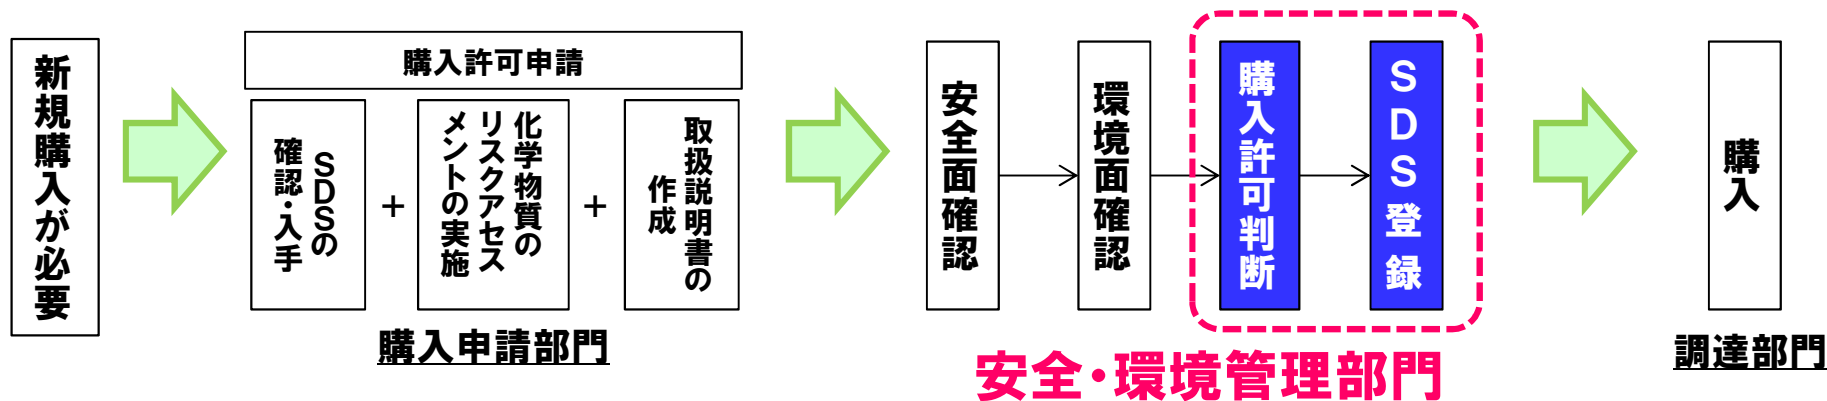 新規購入が必要
購入許可申請
SDSの
確認・入手
+
化学物質の
リスクアセス
メントの実施
+
取扱説明書の
作成
購入申請部門
安全面確認
環境面確認
購入許可判断
SDS登録
安全・環境管理部門
購入
調達部門